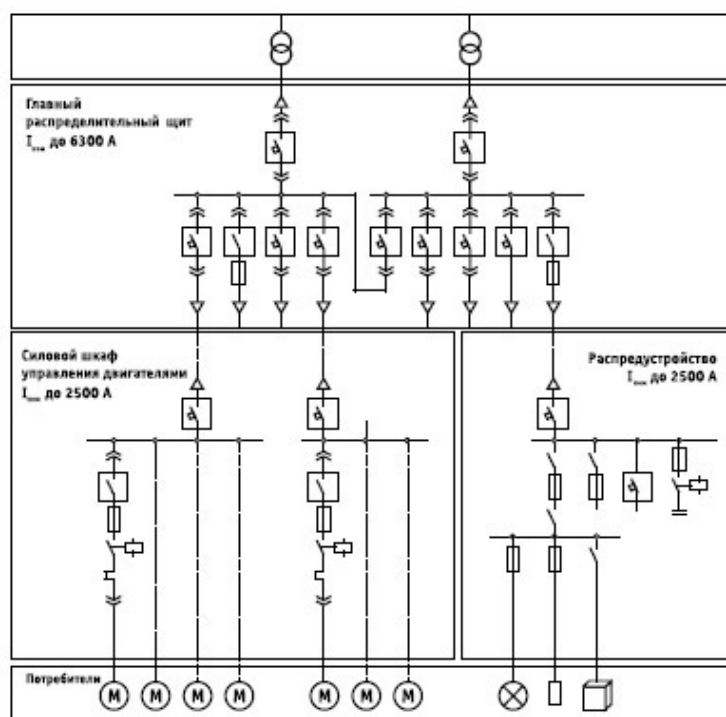 Главный
распределительный щит
до 6300 А
Силовой шкаф
управления двигателями
до 2500 А
Распредустройство
до 2500 А
Потребители
M M M M M M M